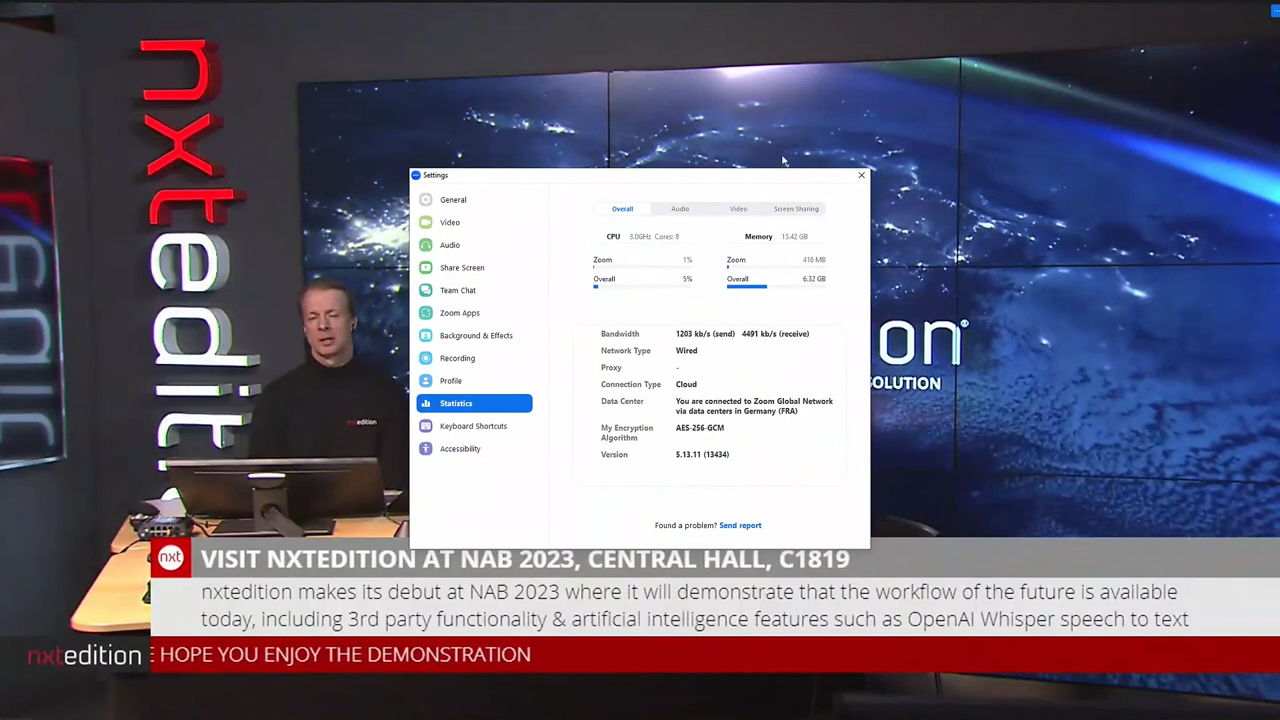 nxtedit
on®
SOLUTION
nxtedition
Settings
General
Video
Audio
Share Screen
Team Chat
Zoom Apps
Background & Effects
Recording
Profile
Statistics
Keyboard Shortcuts
Accessibility
Overall Audio Video Screen Sharing
CPU 3.0GHz Cores: 8
Zoom 1%
Overall 5%
Memory 15.42 GB
Zoom 416 MB
Overall 6.32 GB
Bandwidth 1203 kb/s (send) 4491 kb/s (receive)
Network Type Wired
Proxy -
Connection Type Cloud
Data Center You are connected to Zoom Global Network
via data centers in Germany (FRA)
My Encryption AES-256-GCM
Algorithm
Version 5.13.11 (13434)
Found a problem? Send report
nxt VISIT NXTEDITION AT NAB 2023, CENTRAL HALL, C1819
nxtedition makes its debut at NAB 2023 where it will demonstrate that the workflow of the future is available
today, including 3rd party functionality & artificial intelligence features such as OpenAI Whisper speech to text
nxtedition HOPE YOU ENJOY THE DEMONSTRATION